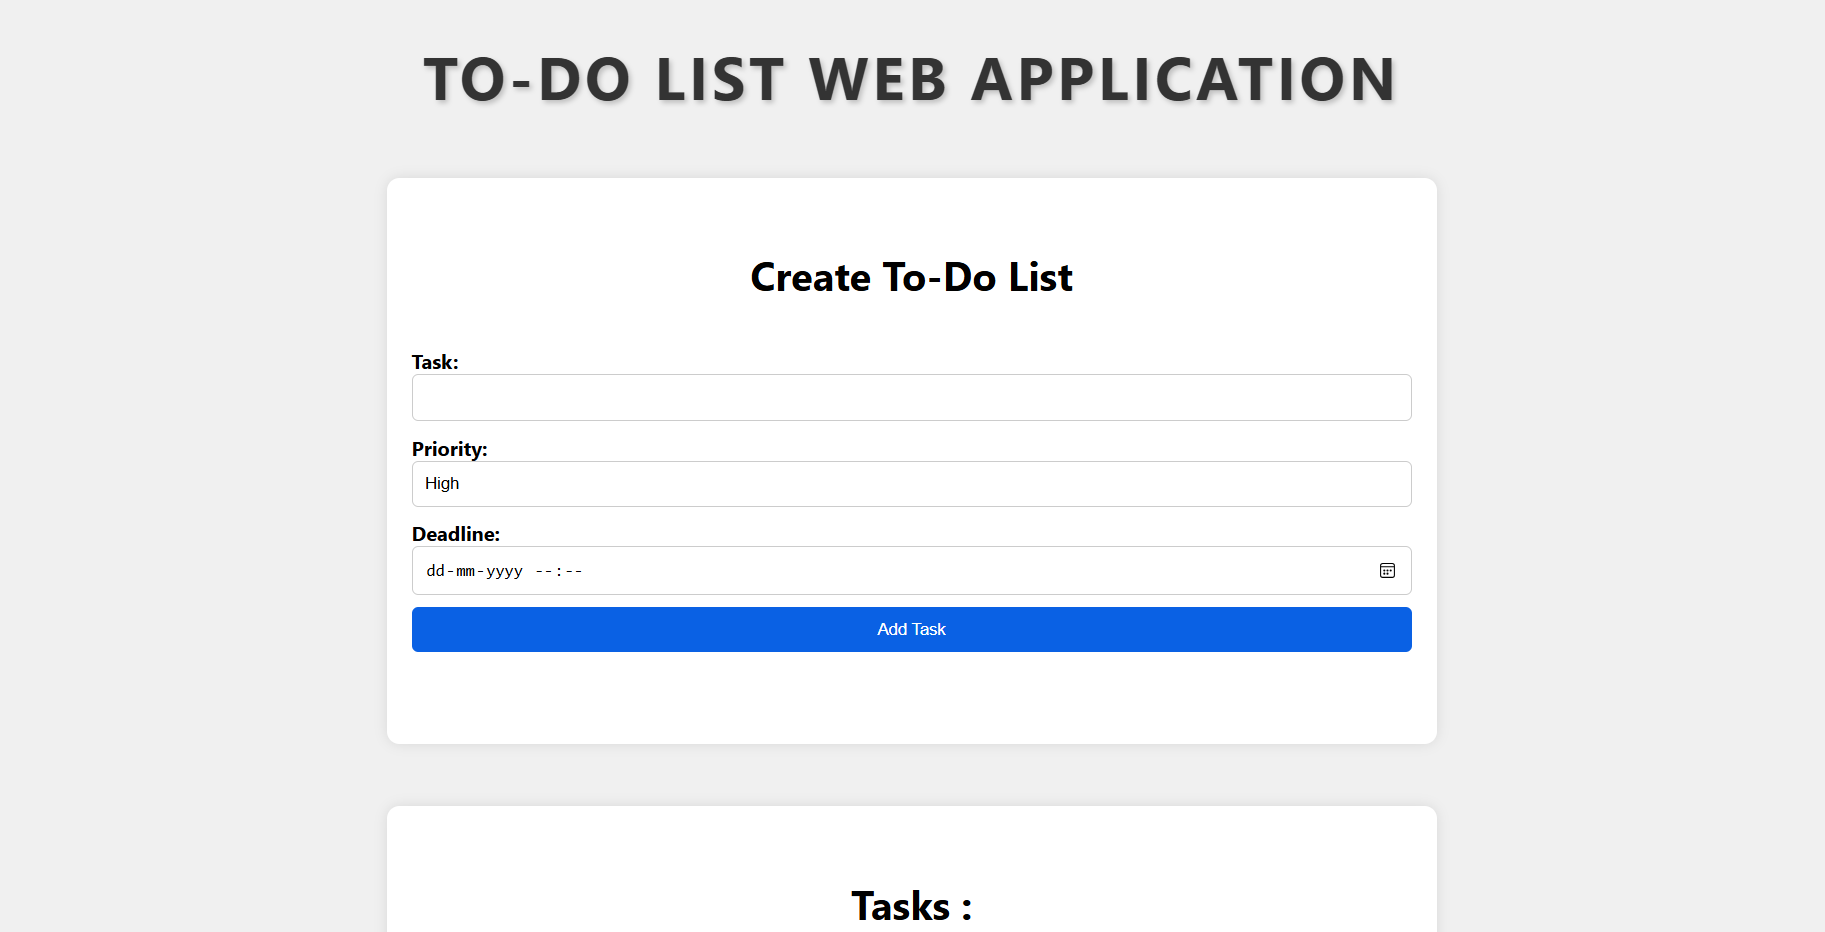 TO-DO LIST WEB APPLICATION
Create To-Do List
Task:
Priority:
High
Deadline:
dd-mm-yyyy --:--
Add Task
Tasks :